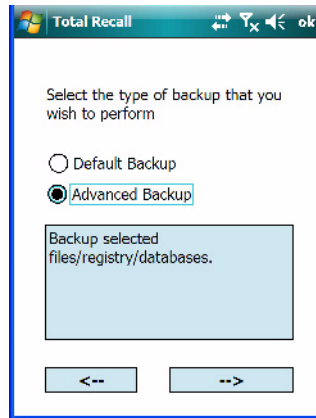 Total Recall ok
Select the type of backup that you
wish to perform
Default Backup
Advanced Backup
Backup selected
files/registry/databases.
<-- -->